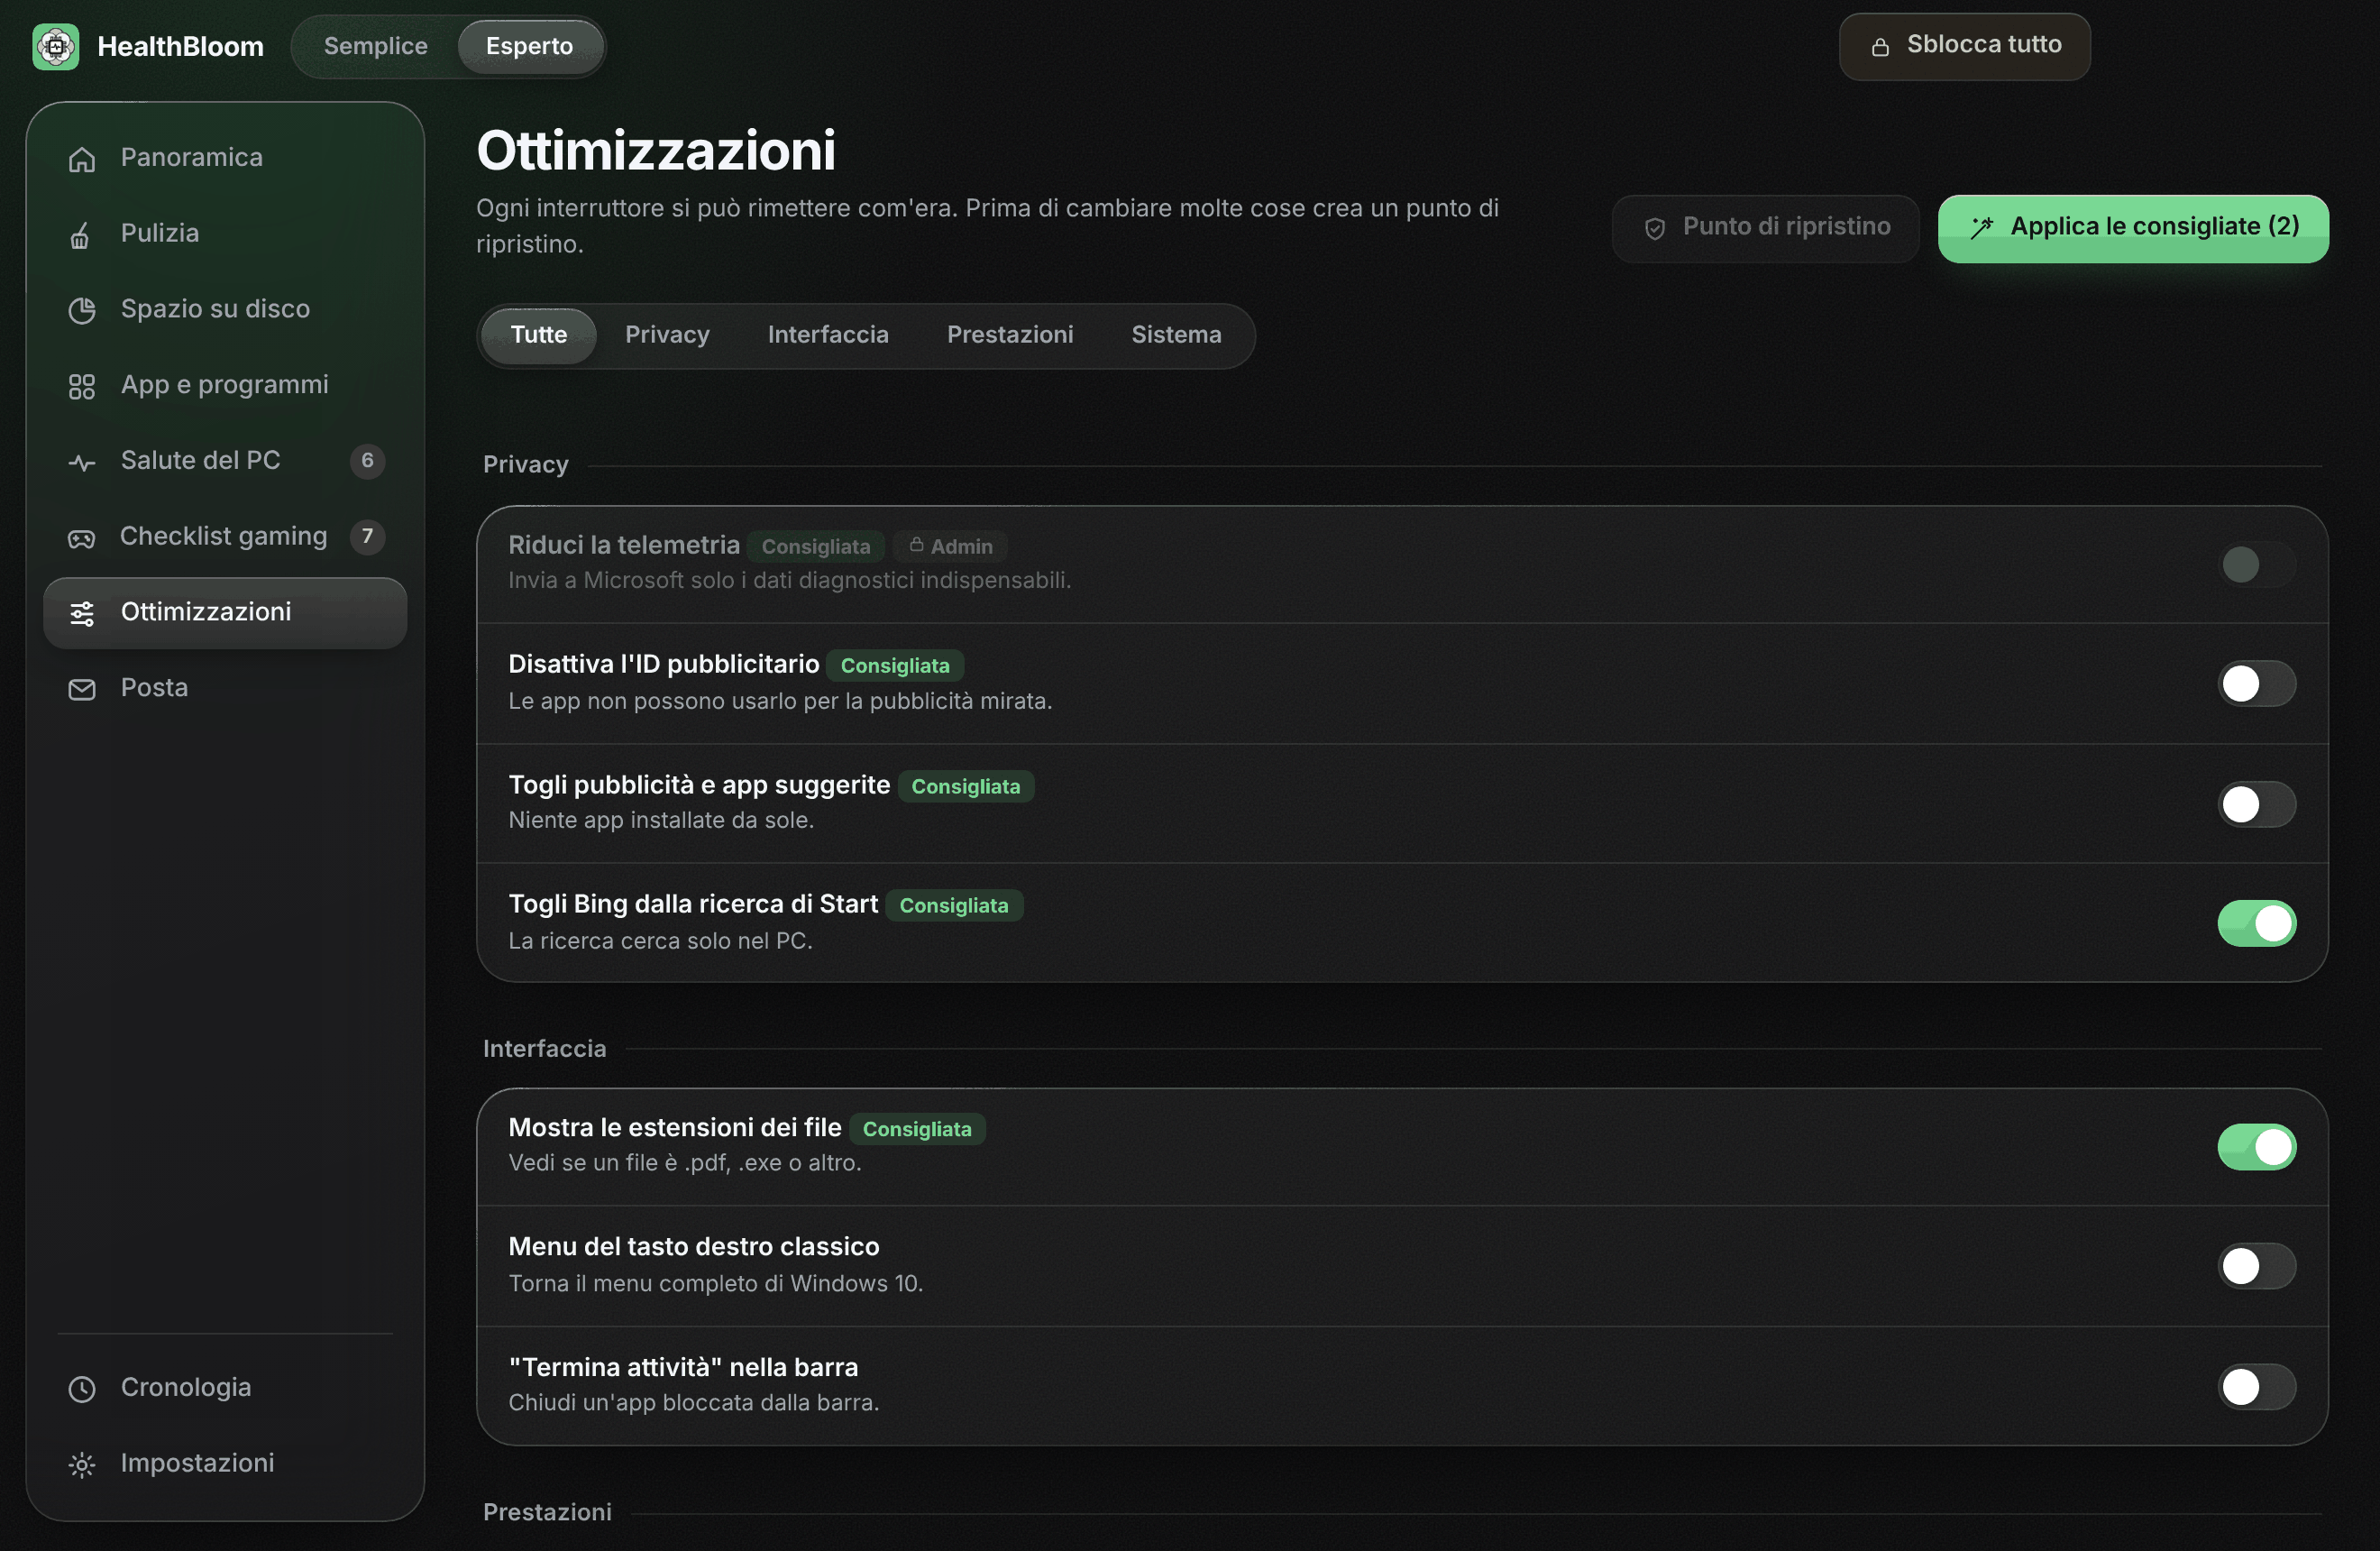 HealthBloom
Semplice
Esperto
Sblocca tutto
Panoramica
Pulizia
Spazio su disco
App e programmi
Salute del PC 6
Checklist gaming 7
Ottimizzazioni
Posta
Cronologia
Impostazioni
Ottimizzazioni
Ogni interruttore si può rimettere com'era. Prima di cambiare molte cose crea un punto di
ripristino.
Punto di ripristino
Applica le consigliate (2)
Tutte
Privacy
Interfaccia
Prestazioni
Sistema
Privacy
Riduci la telemetria Consigliata Admin
Invia a Microsoft solo i dati diagnostici indispensabili.
Disattiva l'ID pubblicitario Consigliata
Le app non possono usarlo per la pubblicità mirata.
Togli pubblicità e app suggerite Consigliata
Niente app installate da sole.
Togli Bing dalla ricerca di Start Consigliata
La ricerca cerca solo nel PC.
Interfaccia
Mostra le estensioni dei file Consigliata
Vedi se un file è .pdf, .exe o altro.
Menu del tasto destro classico
Torna il menu completo di Windows 10.
"Termina attività" nella barra
Chiudi un'app bloccata dalla barra.
Prestazioni